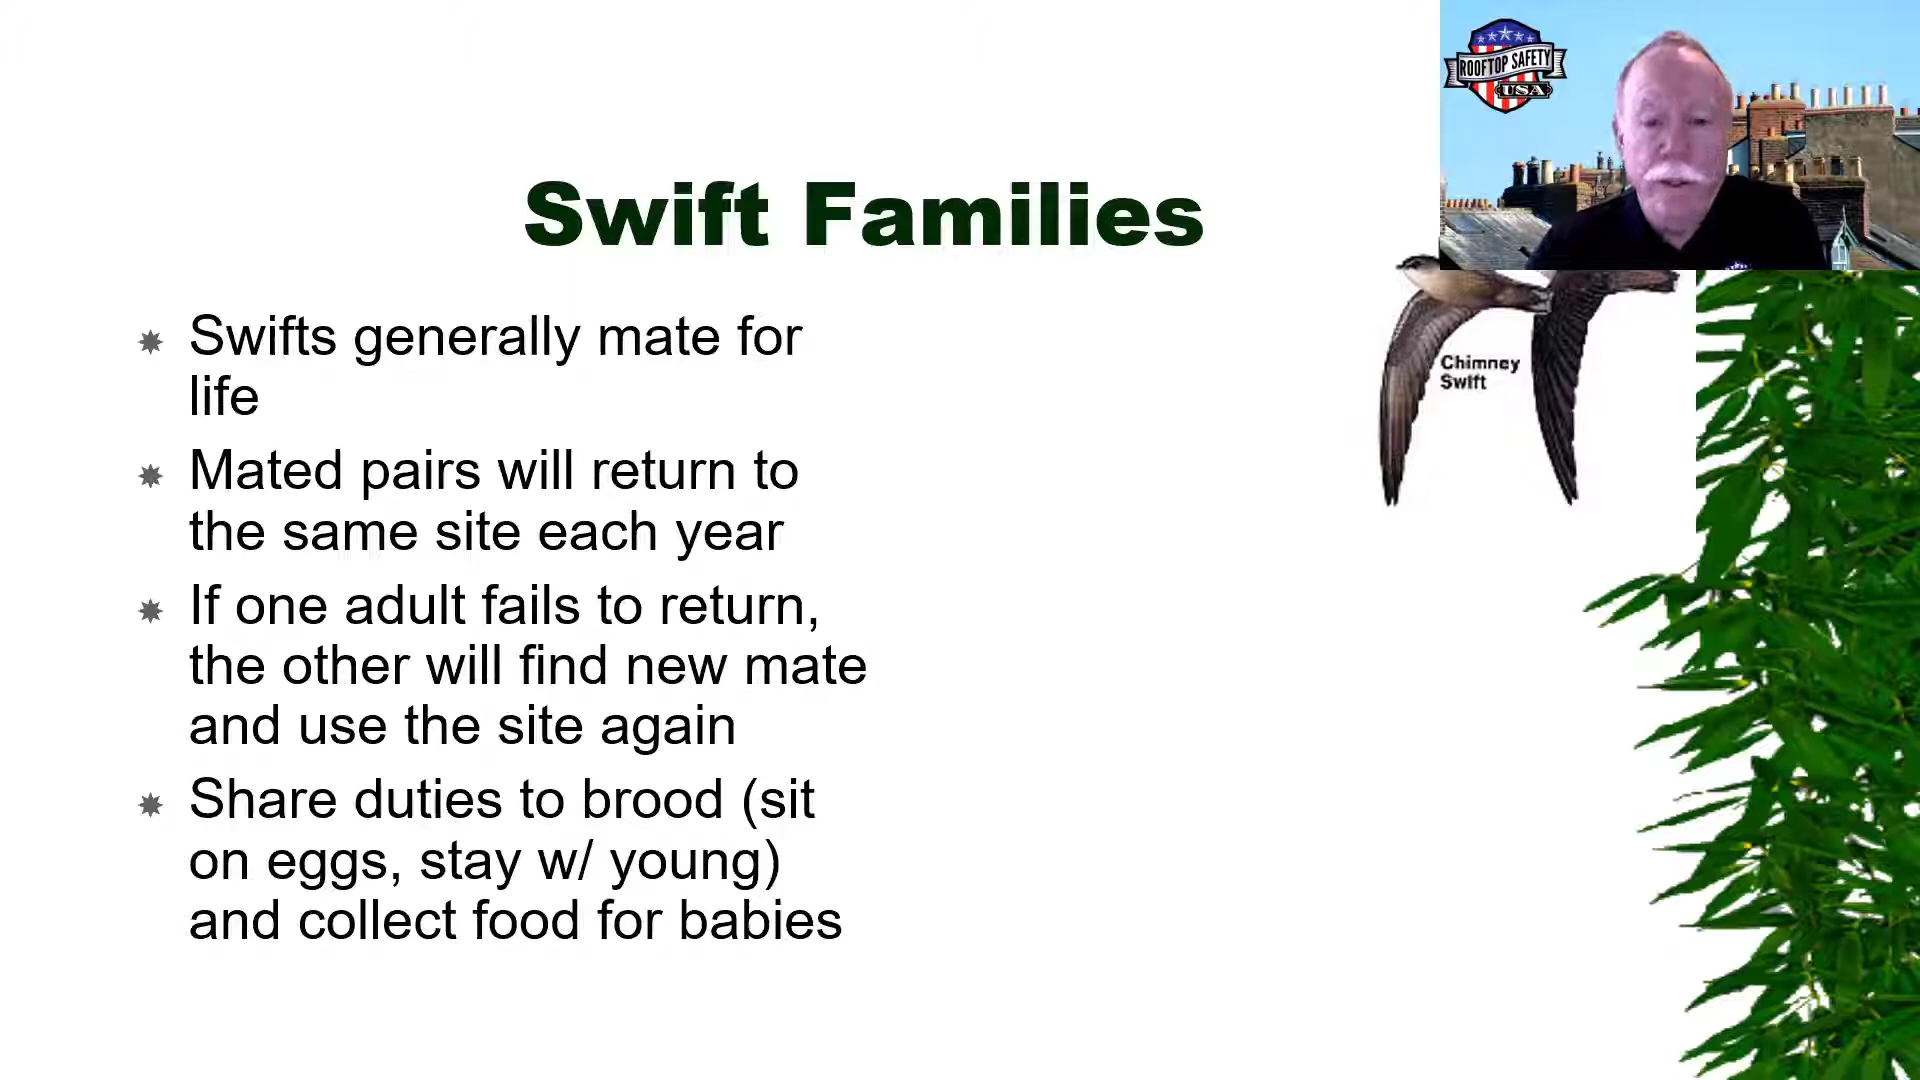 ROOFTOP SAFETY
USA
Swift Families
Swifts generally mate for
life
Mated pairs will return to
the same site each year
If one adult fails to return,
the other will find new mate
and use the site again
Share duties to brood (sit
on eggs, stay w/ young)
and collect food for babies
Chimney
Swift